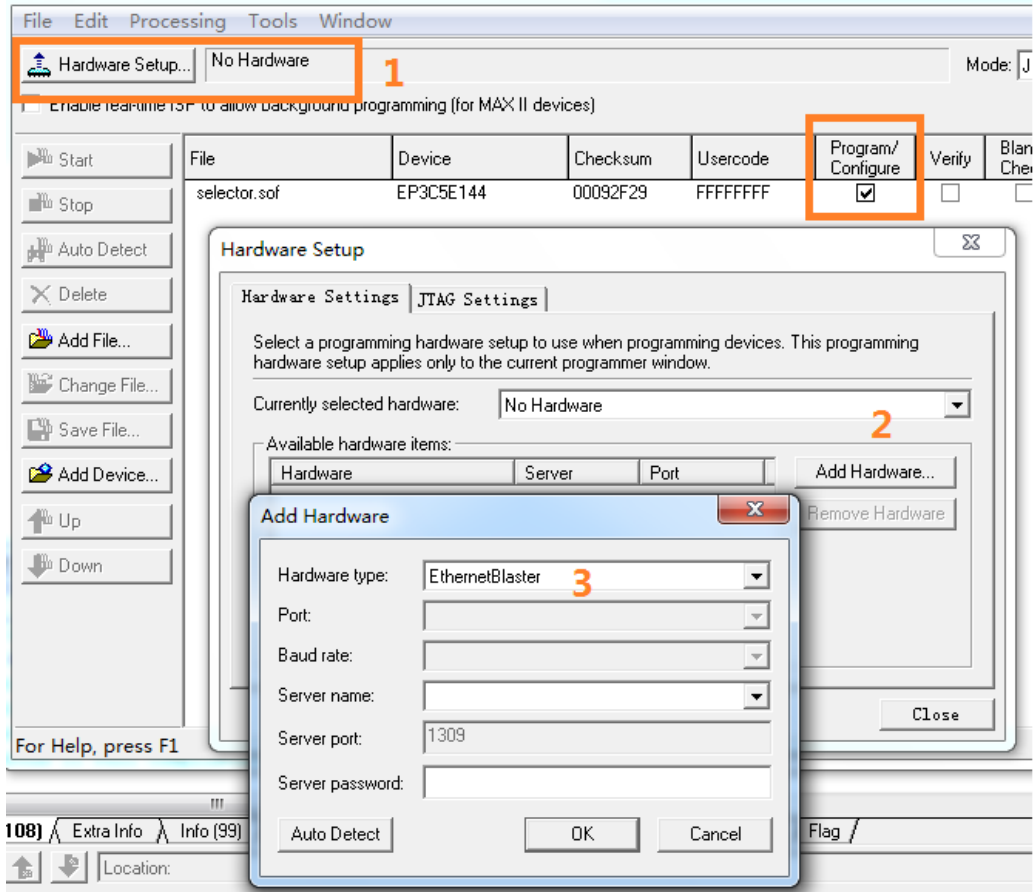 File Edit Processing Tools Window
Hardware Setup... No Hardware 1 Mode: J
Enable real-time ISP to allow background programming (for MAX II devices)
Start
Stop
Auto Detect
Delete
Add File...
Change File...
Save File...
Add Device...
Up
Down
File Device Checksum Usercode Program/ Configure Verify Blan Che
selector.sof EP3C5E144 00092F29 FFFFFFFF
Hardware Setup
Hardware Settings JTAG Settings
Select a programming hardware setup to use when programming devices. This programming
hardware setup applies only to the current programmer window.
Currently selected hardware: No Hardware
2
Available hardware items:
Hardware Server Port Add Hardware...
Remove Hardware
Close
Add Hardware
Hardware type: EthernetBlaster 3
Port:
Baud rate:
Server name:
Server port: 1309
Server password:
Auto Detect OK Cancel
For Help, press F1
108) Extra Info Info (99) Flag
Location: